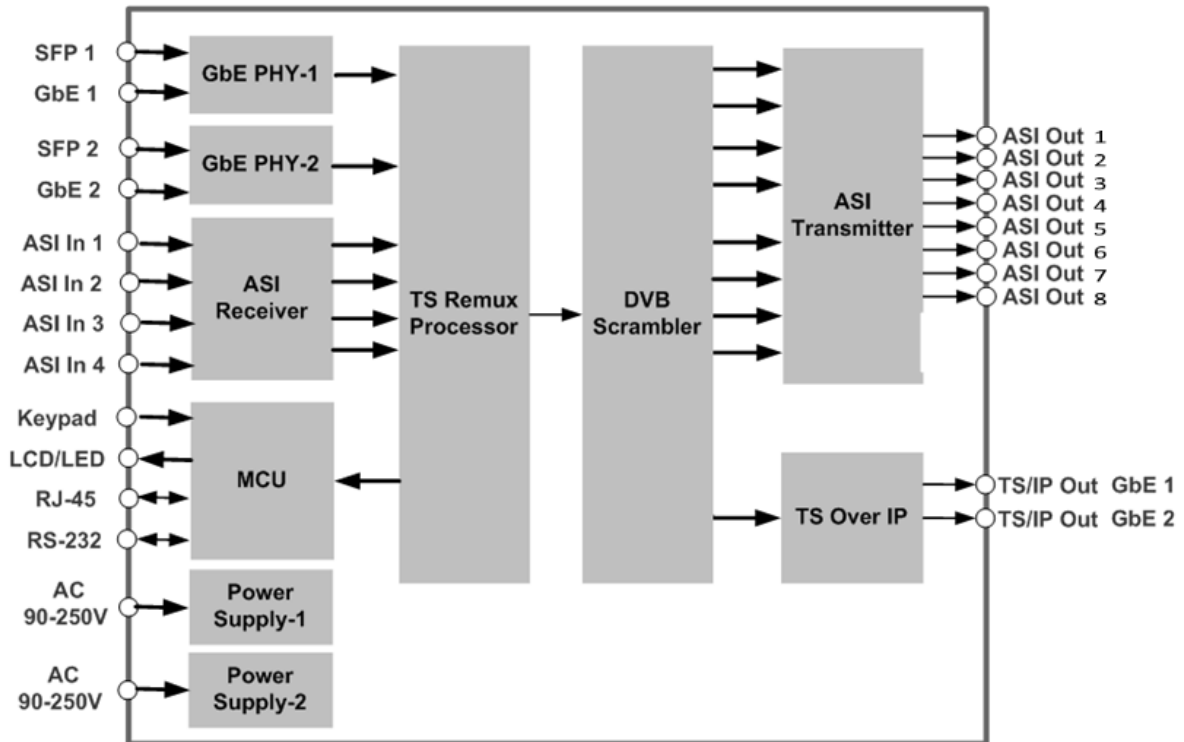 SFP 1
GbE 1
SFP 2
GbE 2
ASI In 1
ASI In 2
ASI In 3
ASI In 4
Keypad
LCD/LED
RJ-45
RS-232
AC
90-250V
AC
90-250V
GbE PHY-1
GbE PHY-2
ASI
Receiver
MCU
Power
Supply-1
Power
Supply-2
TS Remux
Processor
DVB
Scrambler
ASI
Transmitter
TS Over IP
ASI Out 1
ASI Out 2
ASI Out 3
ASI Out 4
ASI Out 5
ASI Out 6
ASI Out 7
ASI Out 8
TS/IP Out GbE 1
TS/IP Out GbE 2